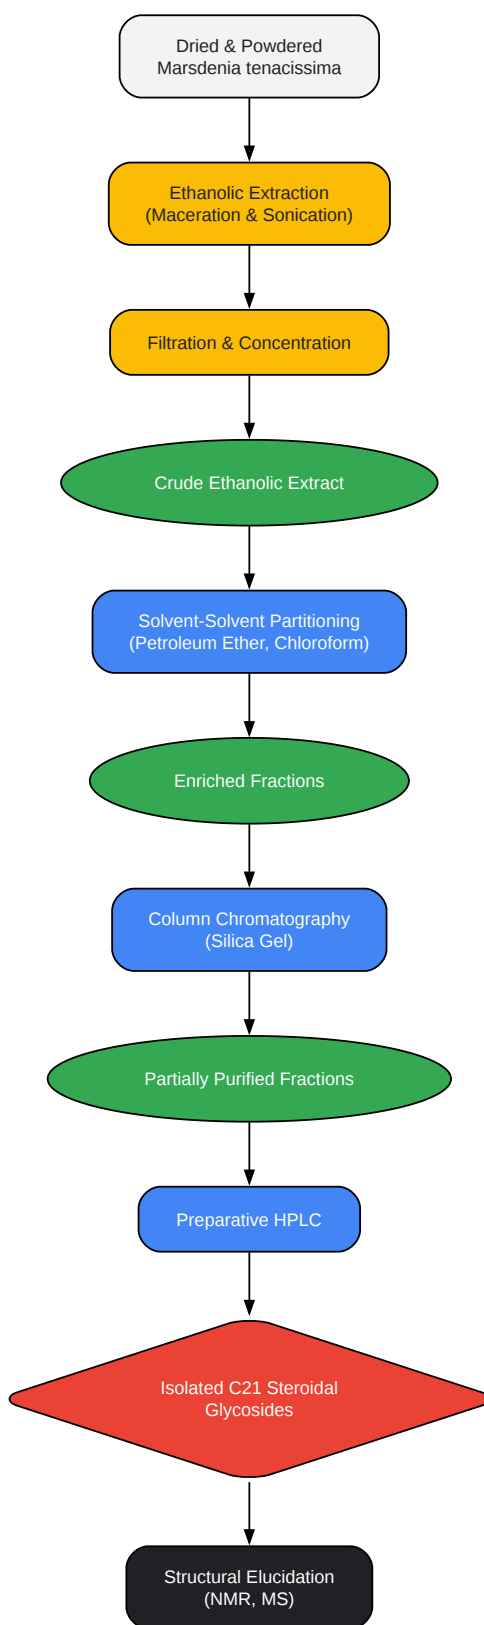 Dried & Powdered
Marsdenia tenacissima
Ethanolic Extraction
(Maceration & Sonication)
Filtration & Concentration
Crude Ethanolic Extract
Solvent-Solvent Partitioning
(Petroleum Ether, Chloroform)
Enriched Fractions
Column Chromatography
(Silica Gel)
Partially Purified Fractions
Preparative HPLC
Isolated C21 Steroidal
Glycosides
Structural Elucidation
(NMR, MS)